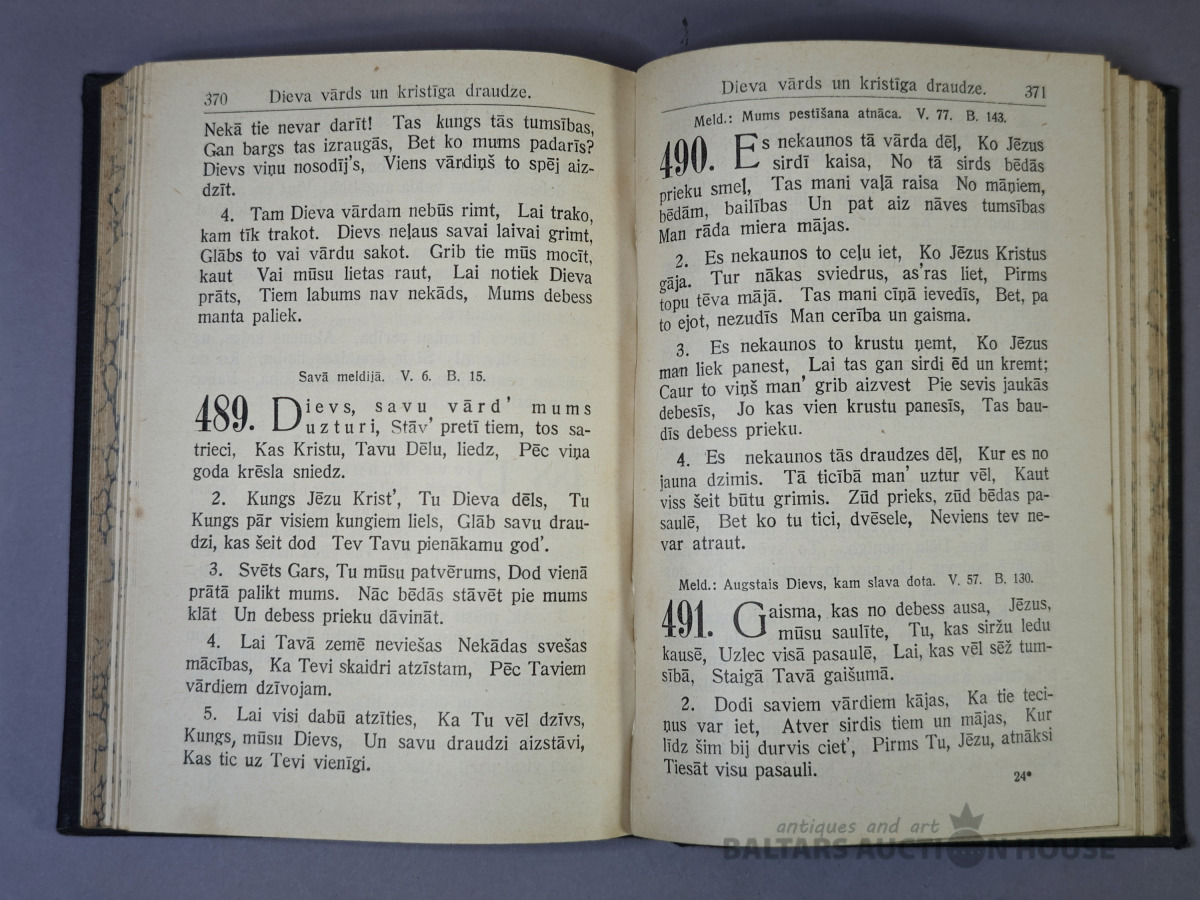 370 Dieva vārds un kristīga draudze.
Nekā tie nevar darīt! Tas kungs tās tumsības,
Gan bargs tas izraugās, Bet ko mums padarīs?
Dievs viņu nosodīj's, Viens vārdiņš to spēj aiz-
dzīt.
4. Tam Dieva vārdam nebūs rimt, Lai trako,
kam tīk trakot. Dievs neļaus savai laivai grimt,
Glābs to vai vārdu sakot. Grib tie mūs mocīt,
kaut Vai mūsu lietas raut, Lai notiek Dieva
prāts, Tiem labums nav nekāds, Mums debess
manta paliek.
Savā meldijā. V. 6. B. 15.
489. Dievs, savu vārd' mums
uzturi, Stāv' pretī tiem, tos sa-
trieci, Kas Kristu, Tavu Dēlu, liedz, Pēc viņa
goda krēsla sniedz.
2. Kungs Jēzu Krist', Tu Dieva dēls, Tu
Kungs pār visiem kungiem liels, Glāb savu drau-
dzi, kas šeit dod Tev Tavu pienākamu god'.
3. Svēts Gars, Tu mūsu patvērums, Dod vienā
prātā palikt mums. Nāc bēdās stāvēt pie mums
klāt Un debess prieku dāvināt.
4. Lai Tavā zemē neviešas Nekādas svešas
mācības, Ka Tevi skaidri atzīstam, Pēc Taviem
vārdiem dzīvojam.
5. Lai visi dabū atzīties, Ka Tu vēl dzīvs,
Kungs, mūsu Dievs, Un savu draudzi aizstāvi,
Kas tic uz Tevi vienīgi.
Dieva vārds un kristīga draudze. 371
Meld.: Mums pestīšana atnāca. V. 77. B. 143.
490. Es nekaunos tā vārda dēļ, Ko Jēzus
sirdī kaisa, No tā sirds bēdās
prieku smeļ, Tas mani vaļā raisa No māņiem,
bēdām, bailības Un pat aiz nāves tumsības
Man rāda miera mājas.
2. Es nekaunos to ceļu iet, Ko Jēzus Kristus
gāja. Tur nākas sviedrus, as'ras liet, Pirms
topu tēva mājā. Tas mani cīņā ievedīs, Bet, pa
to ejot, nezudīs Man cerība un gaisma.
3. Es nekaunos to krustu ņemt, Ko Jēzus
man liek panest, Lai tas gan sirdi ēd un kremt;
Caur to viņš man' grib aizvest Pie sevis jaukās
debesīs, Jo kas vien krustu panesīs, Tas bau-
dīs debess prieku.
4. Es nekaunos tās draudzes dēļ, Kur es no
jauna dzimis. Tā ticībā man' uztur vēl, Kaut
viss šeit būtu grimis. Zūd prieks, zūd bēdas pa-
saulē, Bet ko tu tici, dvēsele, Neviens tev ne-
var atraut.
Meld.: Augstais Dievs, kam slava dota. V. 57. B. 130.
491. Gaisma, kas no debess ausa, Jēzus,
mūsu saulīte, Tu, kas siržu ledu
kausē, Uzlec visā pasaulē, Lai, kas vēl sēž tum-
sībā, Staigā Tavā gaišumā.
2. Dodi saviem vārdiem kājas, Ka tie teci-
ņus var iet, Atver sirdis tiem un mājas, Kur
līdz šim bij durvis ciet', Pirms Tu, Jēzu, atnāksi
Tiesāt visu pasauli.
24*
antiques and art
BALTARS AUCTION HOUSE